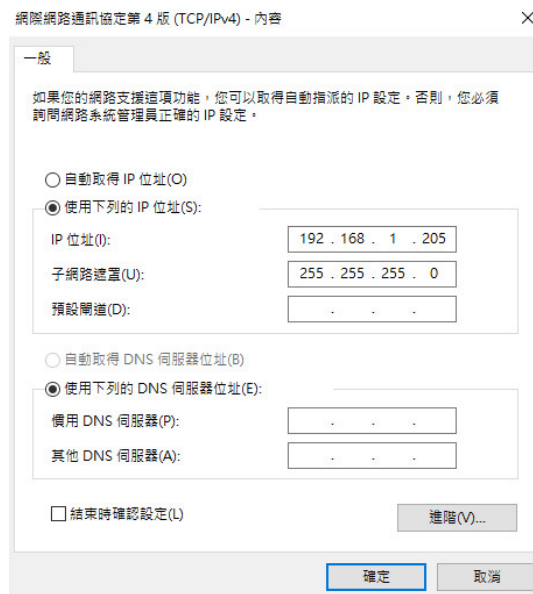 網際網路通訊協定第 4 版 (TCP/IPv4) - 內容
一般
如果您的網路支援這項功能，您可以取得自動指派的 IP 設定。否則，您必須
詢問網路系統管理員正確的 IP 設定。
自動取得 IP 位址(O)
使用下列的 IP 位址(S):
IP 位址(I): 192 . 168 . 1 . 205
子網路遮罩(U): 255 . 255 . 255 . 0
預設閘道(D): . . .
自動取得 DNS 伺服器位址(B)
使用下列的 DNS 伺服器位址(E):
慣用 DNS 伺服器(P): . . .
其他 DNS 伺服器(A): . . .
結束時確認設定(L)
進階(V)...
確定 取消